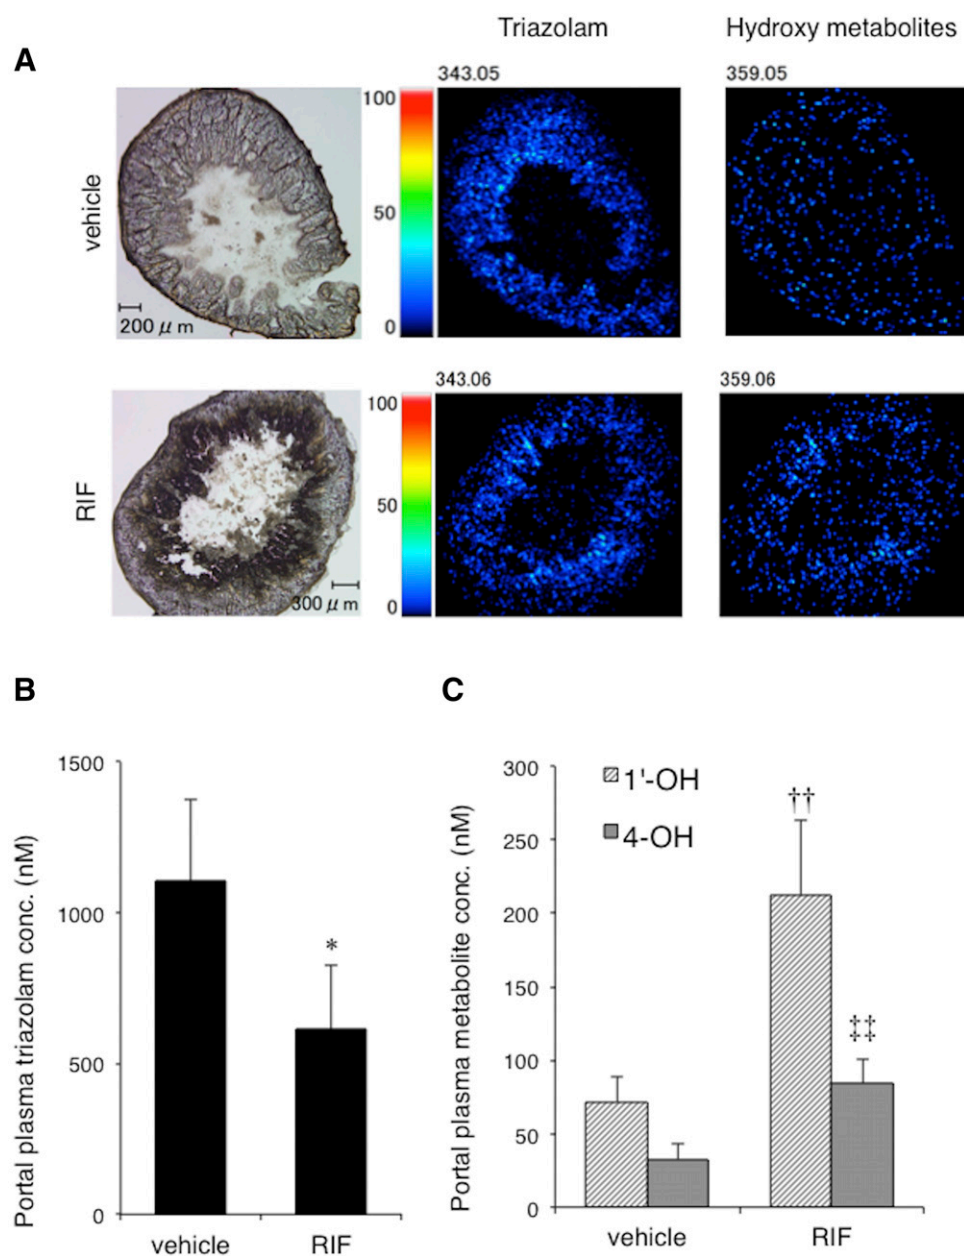 A
Triazolam
Hydroxy metabolites
vehicle
343.05
359.05
100
50
0
200 μ m
RIF
343.06
359.06
100
50
0
300 μ m
B
Portal plasma triazolam conc. (nM)
1500
1000
500
0
*
vehicle
RIF
C
Portal plasma metabolite conc. (nM)
300
250
200
150
100
50
0
1'-OH
4-OH
††
‡‡
vehicle
RIF